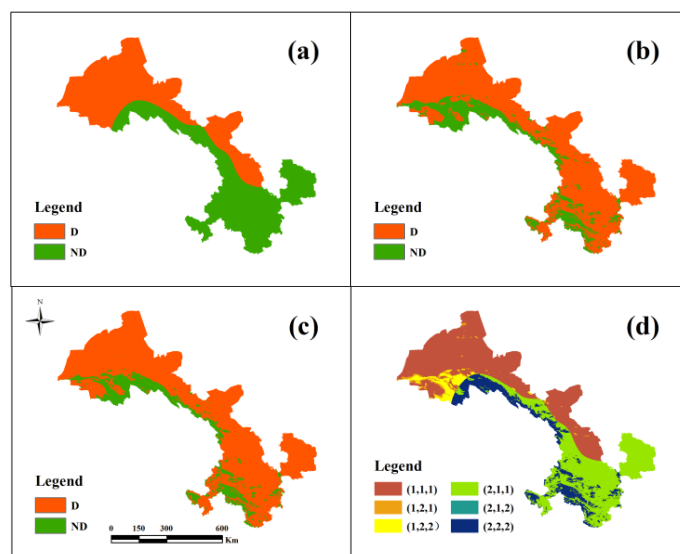 (a)
Legend
D
ND
(b)
Legend
D
ND
N
(c)
Legend
D
ND
0 150 300 600
Km
(d)
Legend
(1,1,1) (2,1,1)
(1,2,1) (2,1,2)
(1,2,2) (2,2,2)